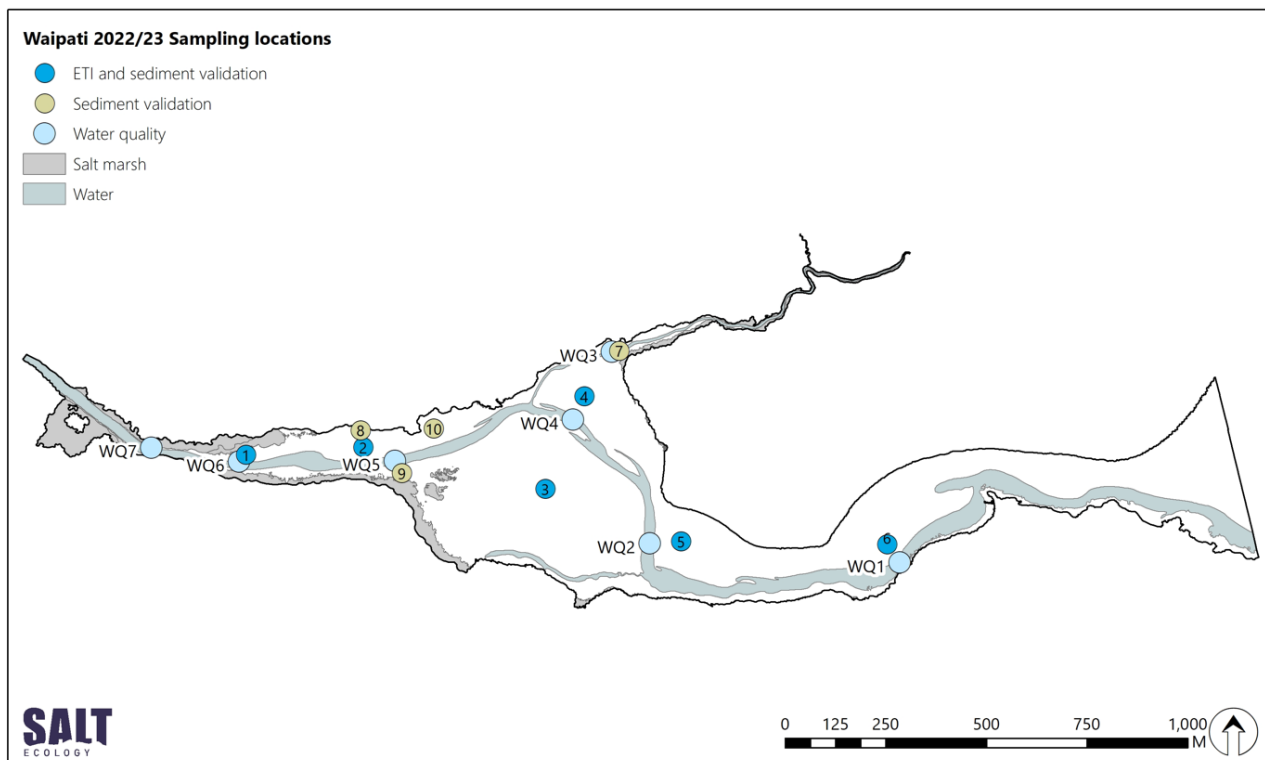 Waipati 2022/23 Sampling locations
ETI and sediment validation
Sediment validation
Water quality
Salt marsh
Water
WQ3
7
4
WQ4
8
10
2
WQ7
1
WQ6
WQ5
9
3
5
WQ2
6
WQ1
SALT
ECOLOGY
0 125 250 500 750 1,000
M